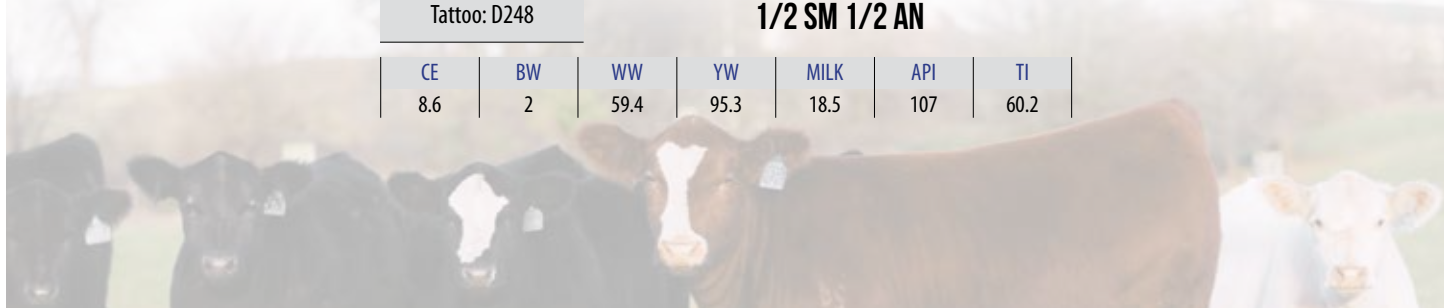 Tattoo: D248
1/2 SM 1/2 AN
CE BW WW YW MILK API TI
8.6 2 59.4 95.3 18.5 107 60.2